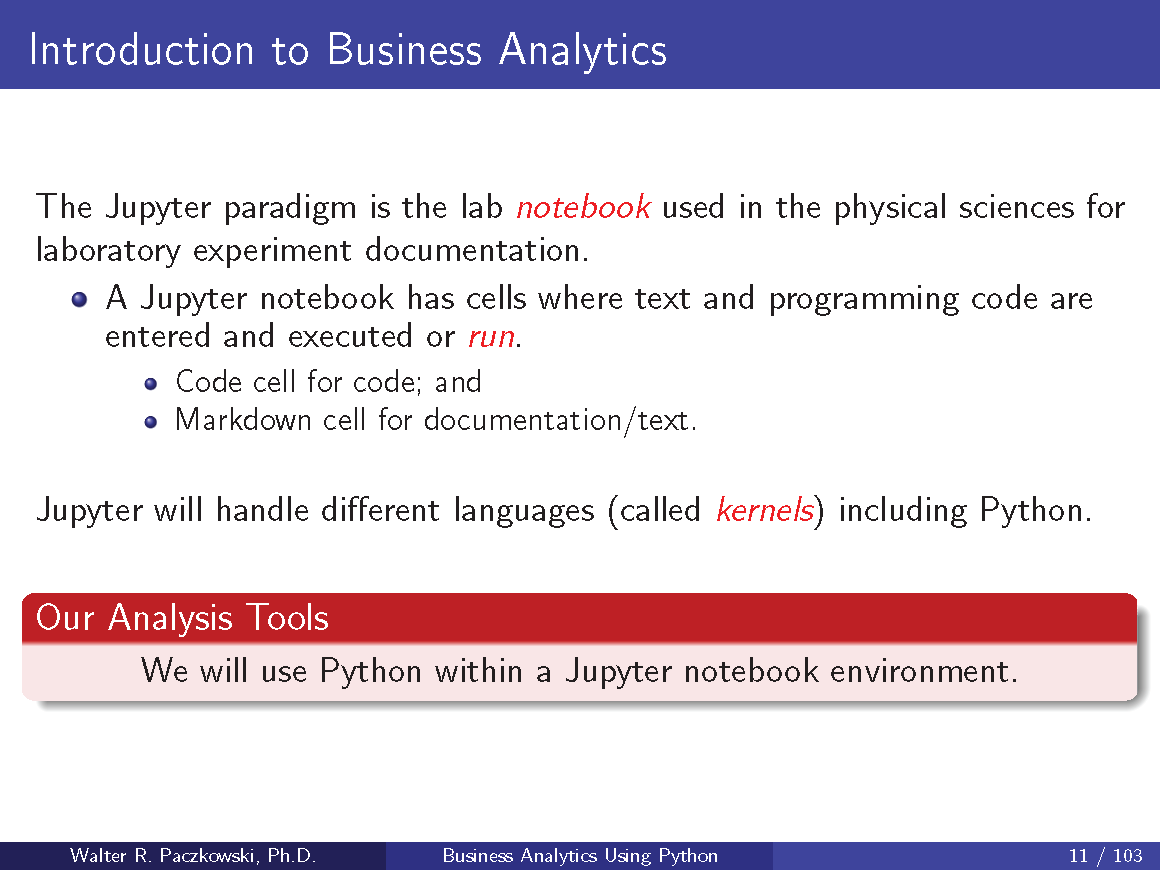 Introduction to Business Analytics
The Jupyter paradigm is the lab notebook used in the physical sciences for
laboratory experiment documentation.
A Jupyter notebook has cells where text and programming code are
entered and executed or run.
Code cell for code; and
Markdown cell for documentation/text.
Jupyter will handle different languages (called kernels) including Python.
Our Analysis Tools
We will use Python within a Jupyter notebook environment.
Walter R. Paczkowski, Ph.D. Business Analytics Using Python 11 / 103